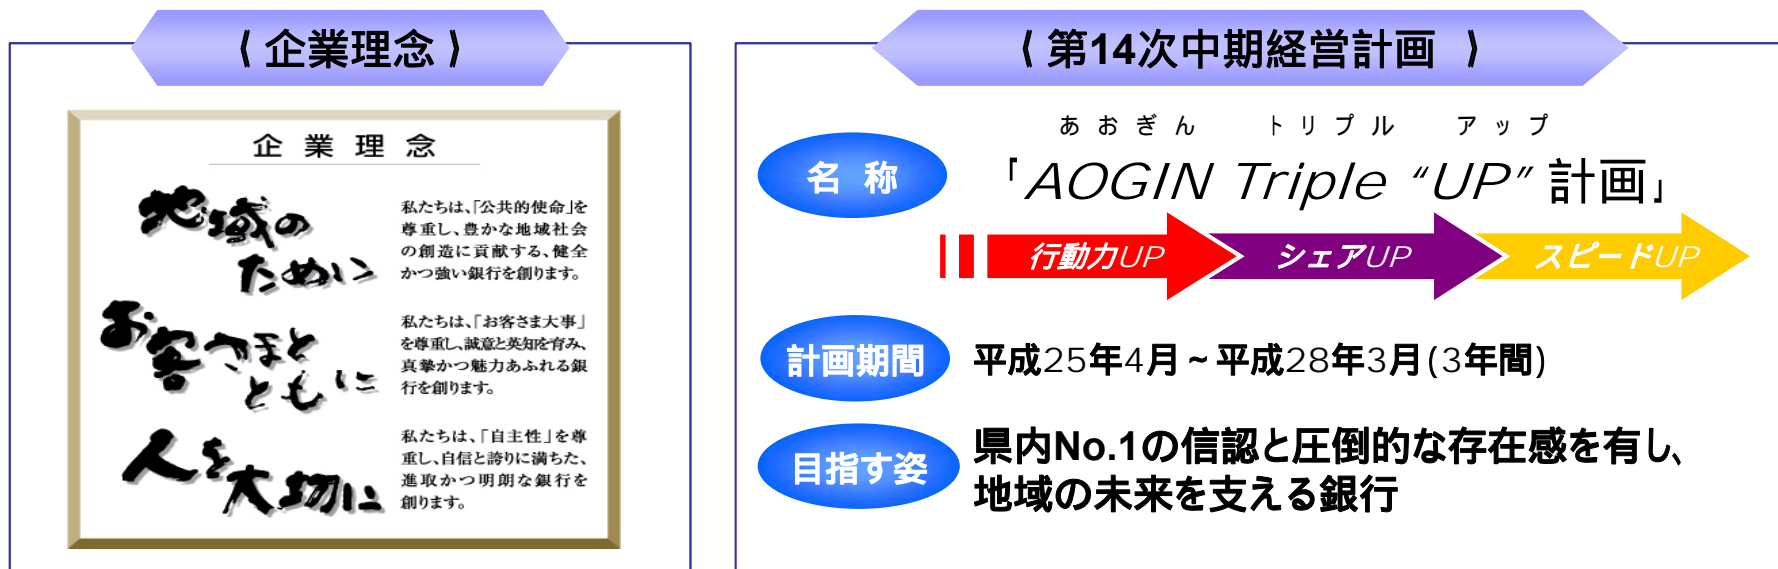 《 企業理念 》
企業理念
地域の
ために
私たちは、「公共的使命」を
尊重し、豊かな地域社会
の創造に貢献する、健全
かつ強い銀行を創ります。
お客さまと
ともに
私たちは、「お客さま大事」
を尊重し、誠意と英知を育み、
真摯かつ魅力あふれる銀
行を創ります。
人を
大切に
私たちは、「自主性」を尊
重し、自信と誇りに満ちた、
進取かつ明朗な銀行を
創ります。
《 第14次中期経営計画 》
名 称
あおぎん トリプル アップ
「AOGIN Triple “UP” 計画」
行動力UP シェアUP スピードUP
計画期間
平成25年4月~平成28年3月(3年間)
目指す姿
県内No.1の信認と圧倒的な存在感を有し、
地域の未来を支える銀行